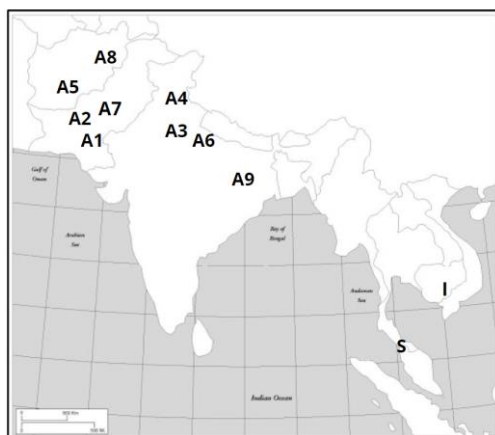 A8
A5
A7
A4
A2
A3
A1
A6
Gulf of
Oman
A9
Arabian
Sea
Bay of
Bengal
Andaman
Sea
I
S
Indian Ocean